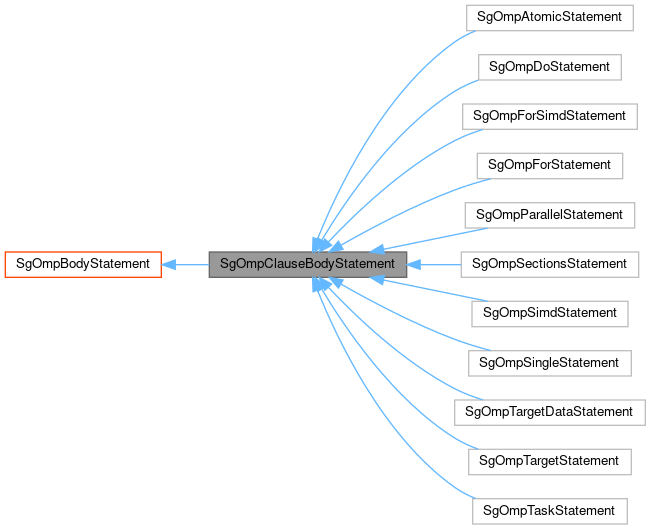 SgOmpBodyStatement
SgOmpClauseBodyStatement
SgOmpAtomicStatement
SgOmpDoStatement
SgOmpForSimdStatement
SgOmpForStatement
SgOmpParallelStatement
SgOmpSectionsStatement
SgOmpSimdStatement
SgOmpSingleStatement
SgOmpTargetDataStatement
SgOmpTargetStatement
SgOmpTaskStatement